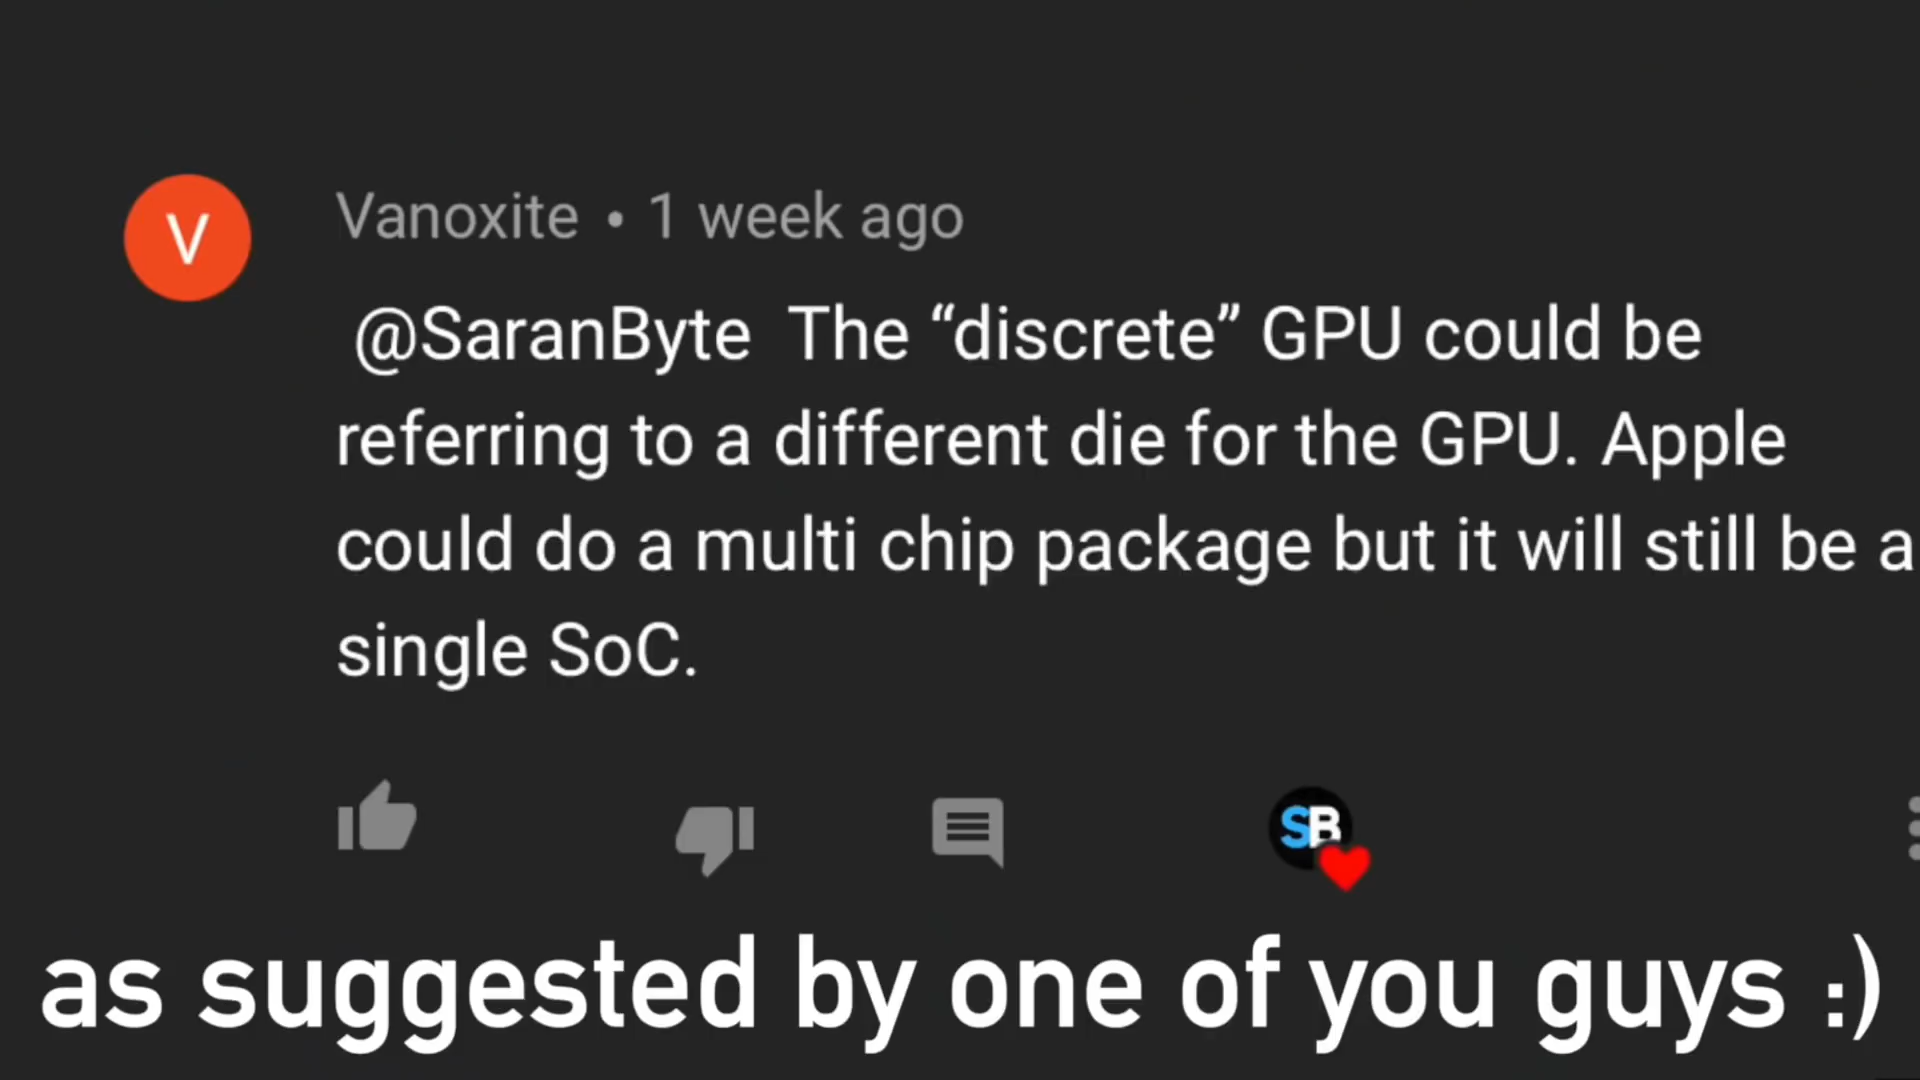 V
Vanoxite • 1 week ago
@SaranByte The “discrete” GPU could be
referring to a different die for the GPU. Apple
could do a multi chip package but it will still be a
single SoC.
SB
as suggested by one of you guys :)